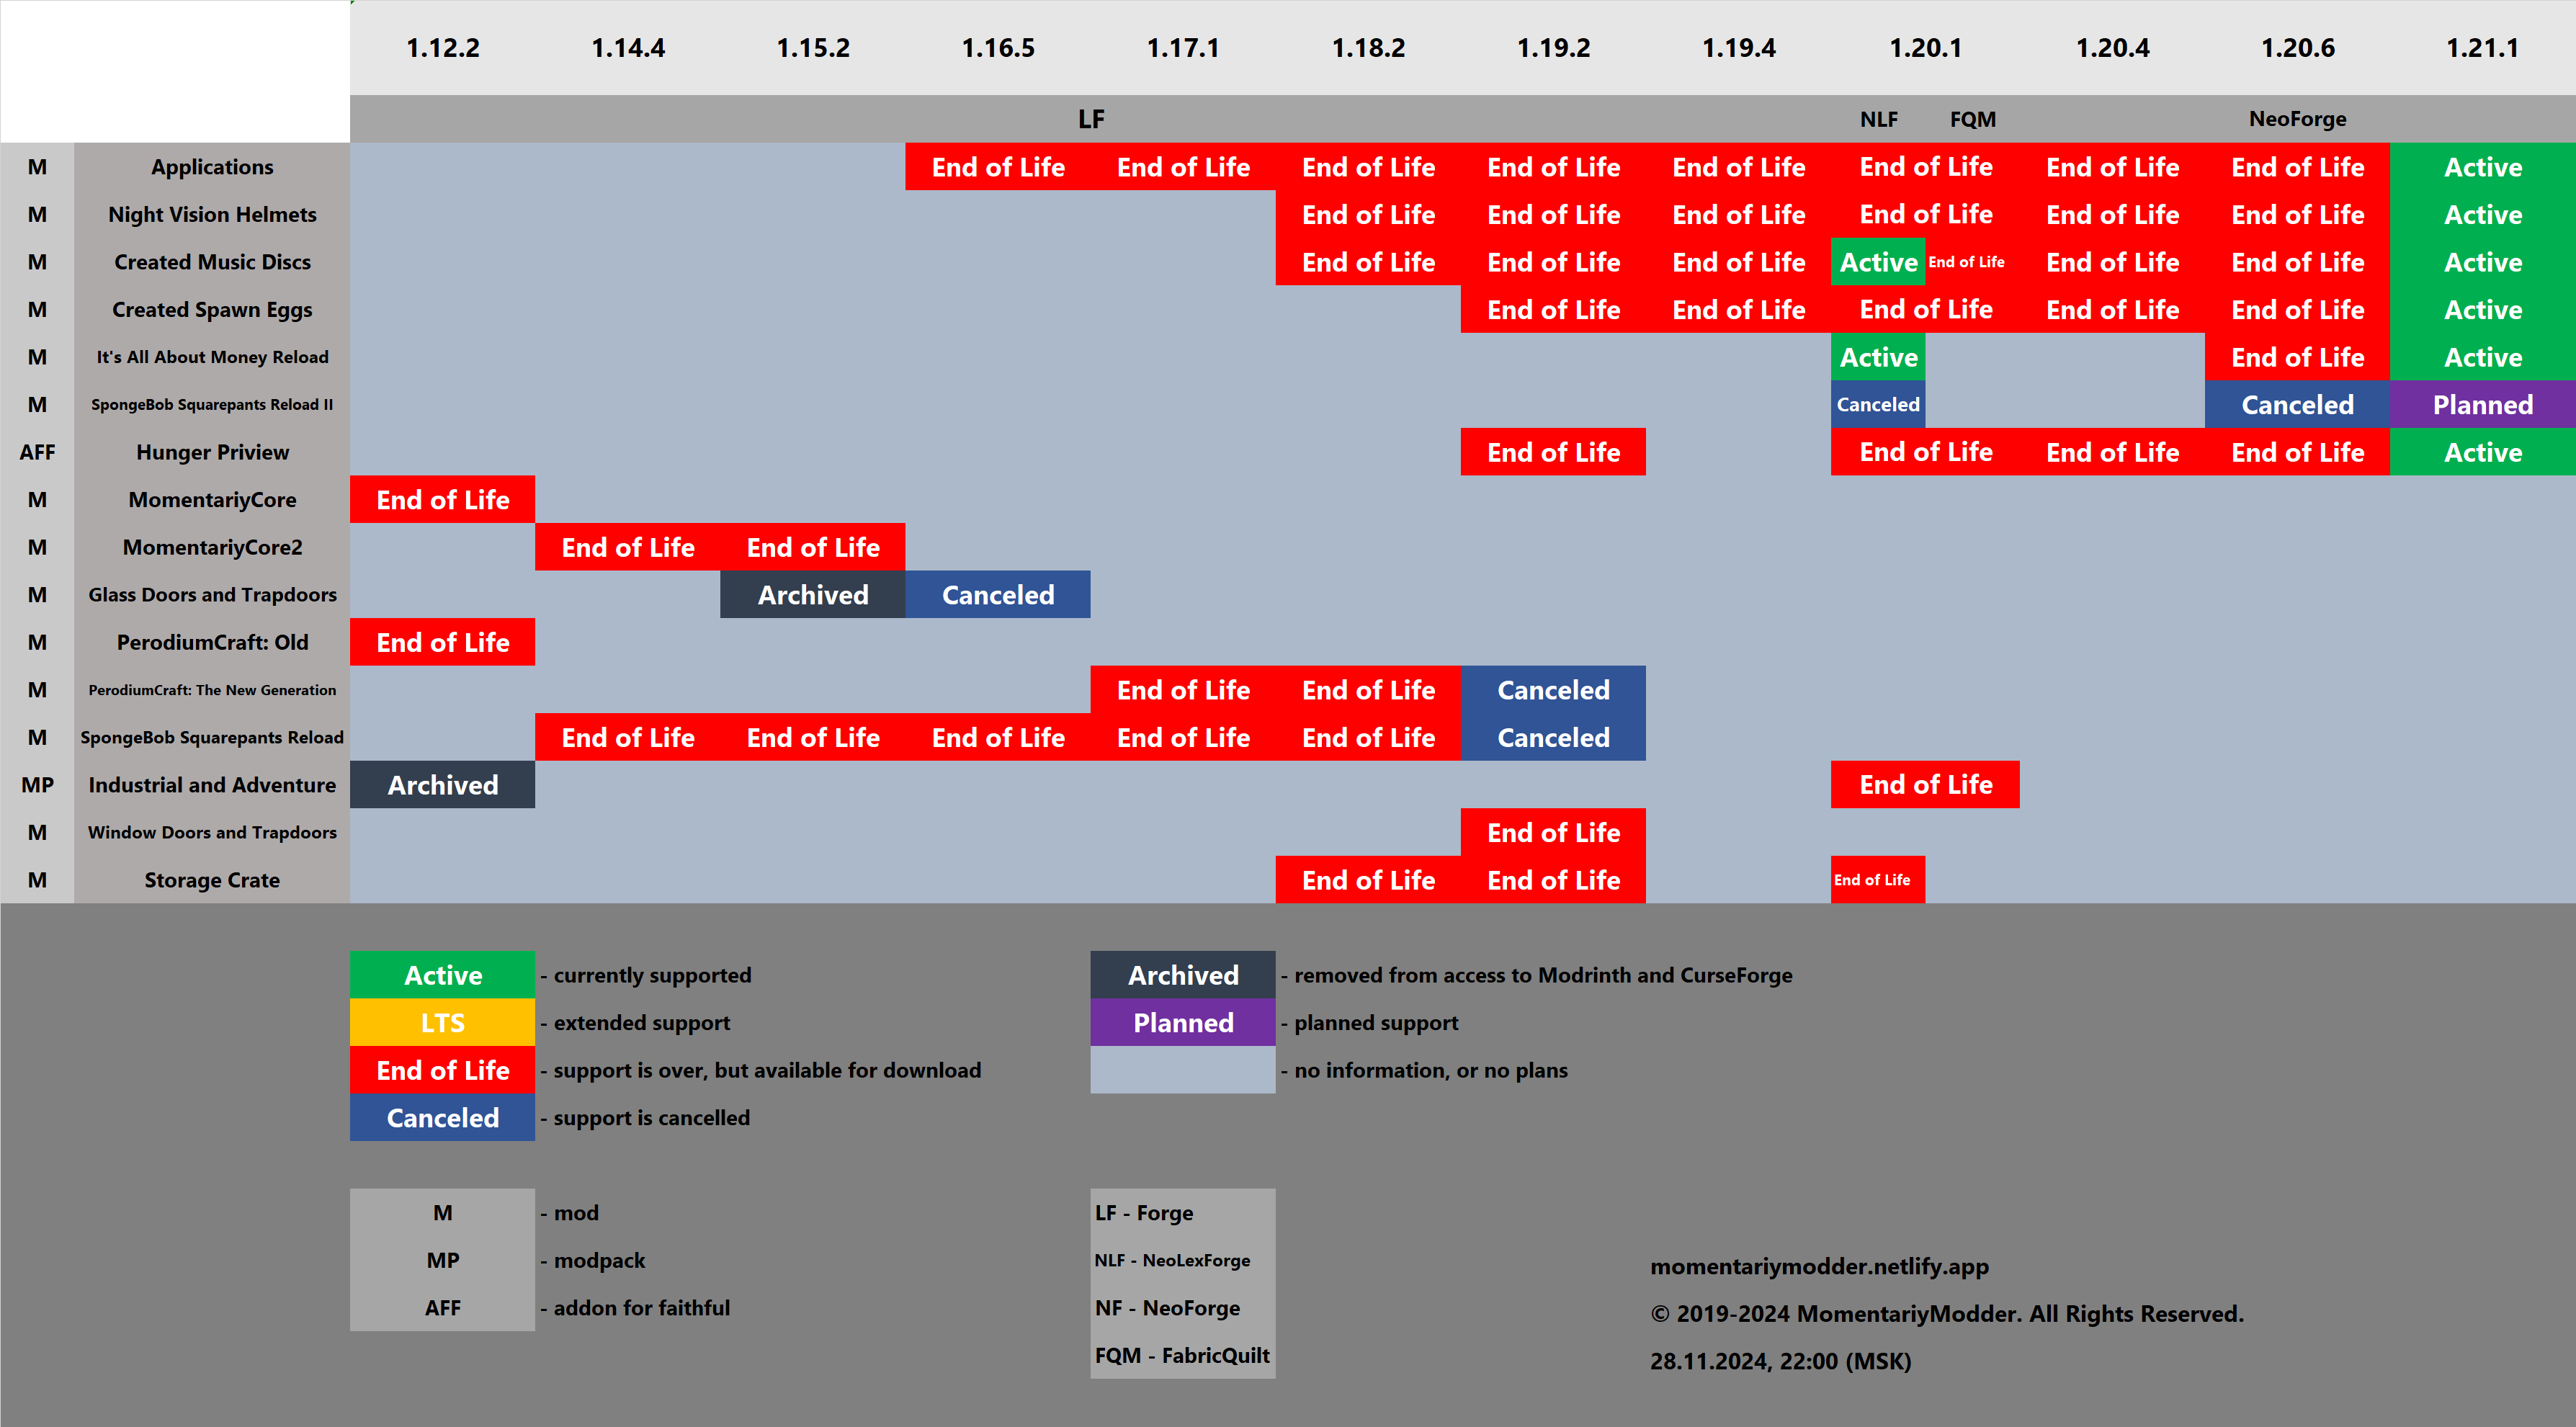 1.12.2 1.14.4 1.15.2 1.16.5 1.17.1 1.18.2 1.19.2 1.19.4 1.20.1 1.20.4 1.20.6 1.21.1
LF NLF FQM NeoForge
M Applications End of Life End of Life End of Life End of Life End of Life End of Life End of Life End of Life Active
M Night Vision Helmets End of Life End of Life End of Life End of Life End of Life End of Life Active
M Created Music Discs End of Life End of Life End of Life Active End of Life End of Life End of Life Active
M Created Spawn Eggs End of Life End of Life End of Life End of Life End of Life Active
M It's All About Money Reload Active End of Life Active
M SpongeBob Squarepants Reload II Canceled Canceled Planned
AFF Hunger Priview End of Life End of Life End of Life End of Life Active
M MomentariyCore End of Life
M MomentariyCore2 End of Life End of Life
M Glass Doors and Trapdoors Archived Canceled
M PerodiumCraft: Old End of Life
M PerodiumCraft: The New Generation End of Life End of Life Canceled
M SpongeBob Squarepants Reload End of Life End of Life End of Life End of Life End of Life Canceled
MP Industrial and Adventure Archived End of Life
M Window Doors and Trapdoors End of Life
M Storage Crate End of Life End of Life End of Life
Active - currently supported
LTS - extended support
End of Life - support is over, but available for download
Canceled - support is cancelled
Archived - removed from access to Modrinth and CurseForge
Planned - planned support
- no information, or no plans
M - mod
MP - modpack
AFF - addon for faithful
LF - Forge
NLF - NeoLexForge
NF - NeoForge
FQM - FabricQuilt
momentariymodder.netlify.app
© 2019-2024 MomentariyModder. All Rights Reserved.
28.11.2024, 22:00 (MSK)